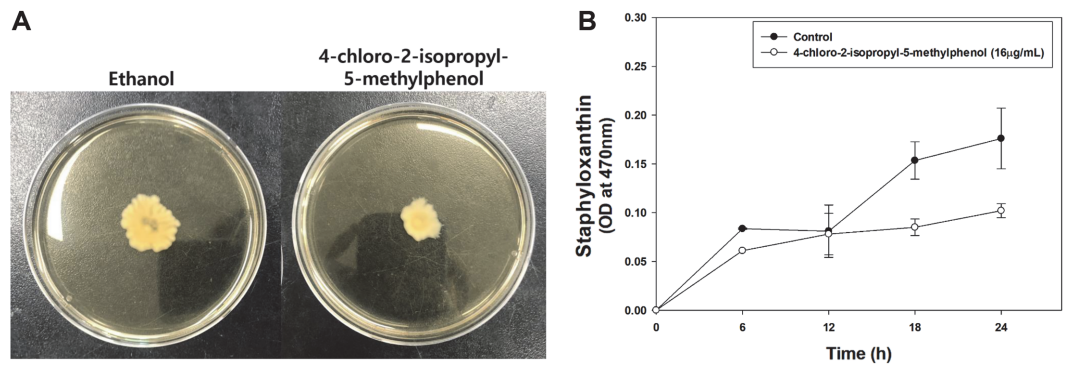 A
Ethanol
4-chloro-2-isopropyl-
5-methylphenol
B
Staphyloxanthin
(OD at 470nm)
0.30
0.25
0.20
0.15
0.10
0.05
0.00
Control
4-chloro-2-isopropyl-5-methylphenol (16μg/mL)
0
6
12
18
24
Time (h)